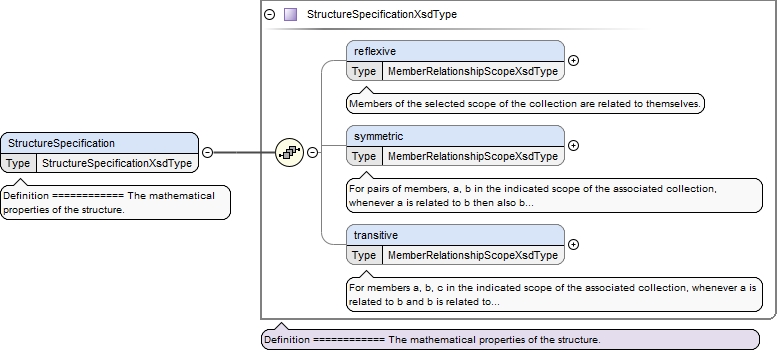 StructureSpecificationXsdType
reflexive
Type MemberRelationshipScopeXsdType
Members of the selected scope of the collection are related to themselves.
symmetric
Type MemberRelationshipScopeXsdType
For pairs of members, a, b in the indicated scope of the associated collection,
whenever a is related to b then also b...
transitive
Type MemberRelationshipScopeXsdType
For members a, b, c in the indicated scope of the associated collection, whenever a is
related to b and b is related to...
StructureSpecification
Type StructureSpecificationXsdType
Definition ============ The mathematical
properties of the structure.
Definition ============ The mathematical properties of the structure.